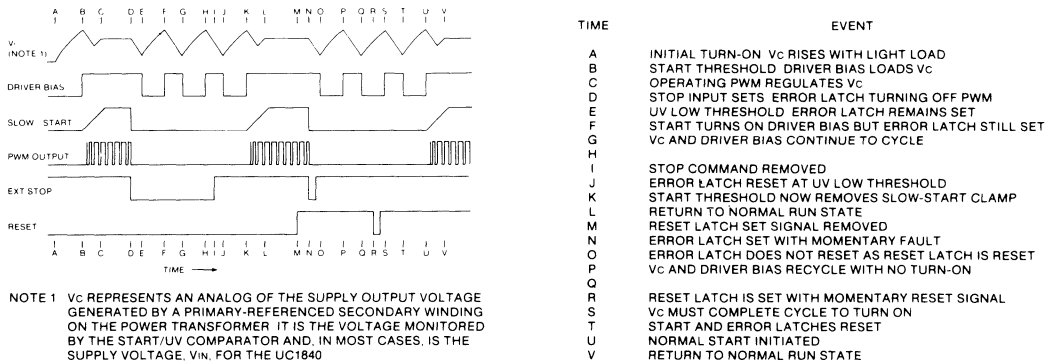 A B C D E F G H I J K L M N O P Q R S T U V
V.
(NOTE 1)
DRIVER BIAS
SLOW START
PWM OUTPUT
EXT STOP
RESET
A B C D E F G H I J K L M N O P Q R S T U V
TIME
NOTE 1 VC REPRESENTS AN ANALOG OF THE SUPPLY OUTPUT VOLTAGE
GENERATED BY A PRIMARY-REFERENCED SECONDARY WINDING
ON THE POWER TRANSFORMER IT IS THE VOLTAGE MONITORED
BY THE START/UV COMPARATOR AND, IN MOST CASES, IS THE
SUPPLY VOLTAGE, VIN, FOR THE UC1840
TIME EVENT
A INITIAL TURN-ON VC RISES WITH LIGHT LOAD
B START THRESHOLD DRIVER BIAS LOADS VC
C OPERATING PWM REGULATES VC
D STOP INPUT SETS ERROR LATCH TURNING OFF PWM
E UV LOW THRESHOLD ERROR LATCH REMAINS SET
F START TURNS ON DRIVER BIAS BUT ERROR LATCH STILL SET
G VC AND DRIVER BIAS CONTINUE TO CYCLE
H
I STOP COMMAND REMOVED
J ERROR LATCH RESET AT UV LOW THRESHOLD
K START THRESHOLD NOW REMOVES SLOW-START CLAMP
L RETURN TO NORMAL RUN STATE
M RESET LATCH SET SIGNAL REMOVED
N ERROR LATCH SET WITH MOMENTARY FAULT
O ERROR LATCH DOES NOT RESET AS RESET LATCH IS RESET
P VC AND DRIVER BIAS RECYCLE WITH NO TURN-ON
Q
R RESET LATCH IS SET WITH MOMENTARY RESET SIGNAL
S VC MUST COMPLETE CYCLE TO TURN ON
T START AND ERROR LATCHES RESET
U NORMAL START INITIATED
V RETURN TO NORMAL RUN STATE